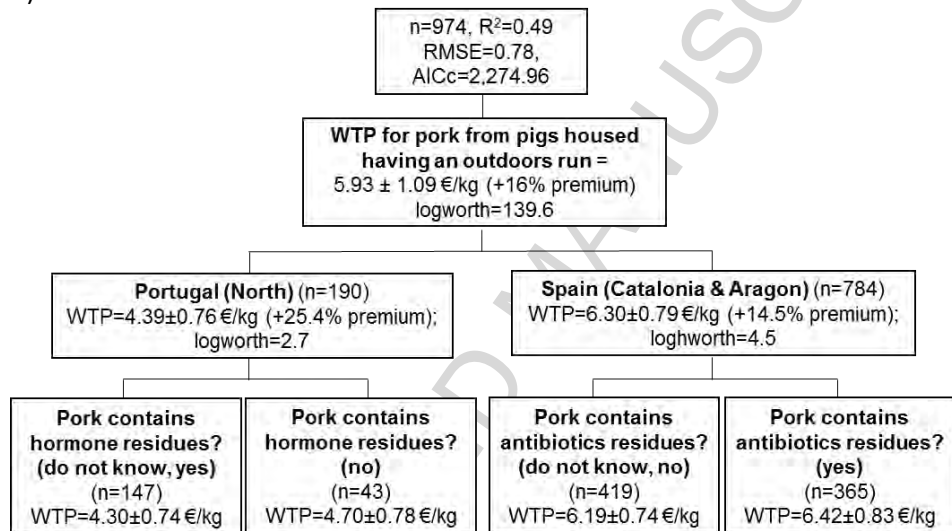 n=974, R²=0.49
RMSE=0.78,
AICc=2,274.96
WTP for pork from pigs housed
having an outdoors run =
5.93 ± 1.09 €/kg (+16% premium)
logworth=139.6
Portugal (North) (n=190)
WTP=4.39±0.76 €/kg (+25.4% premium);
logworth=2.7
Spain (Catalonia & Aragon) (n=784)
WTP=6.30±0.79 €/kg (+14.5% premium);
loghworth=4.5
Pork contains
hormone residues?
(do not know, yes)
(n=147)
WTP=4.30±0.74 €/kg
Pork contains
hormone residues?
(no)
(n=43)
WTP=4.70±0.78 €/kg
Pork contains
antibiotics residues?
(do not know, no)
(n=419)
WTP=6.19±0.74 €/kg
Pork contains
antibiotics residues?
(yes)
(n=365)
WTP=6.42±0.83 €/kg